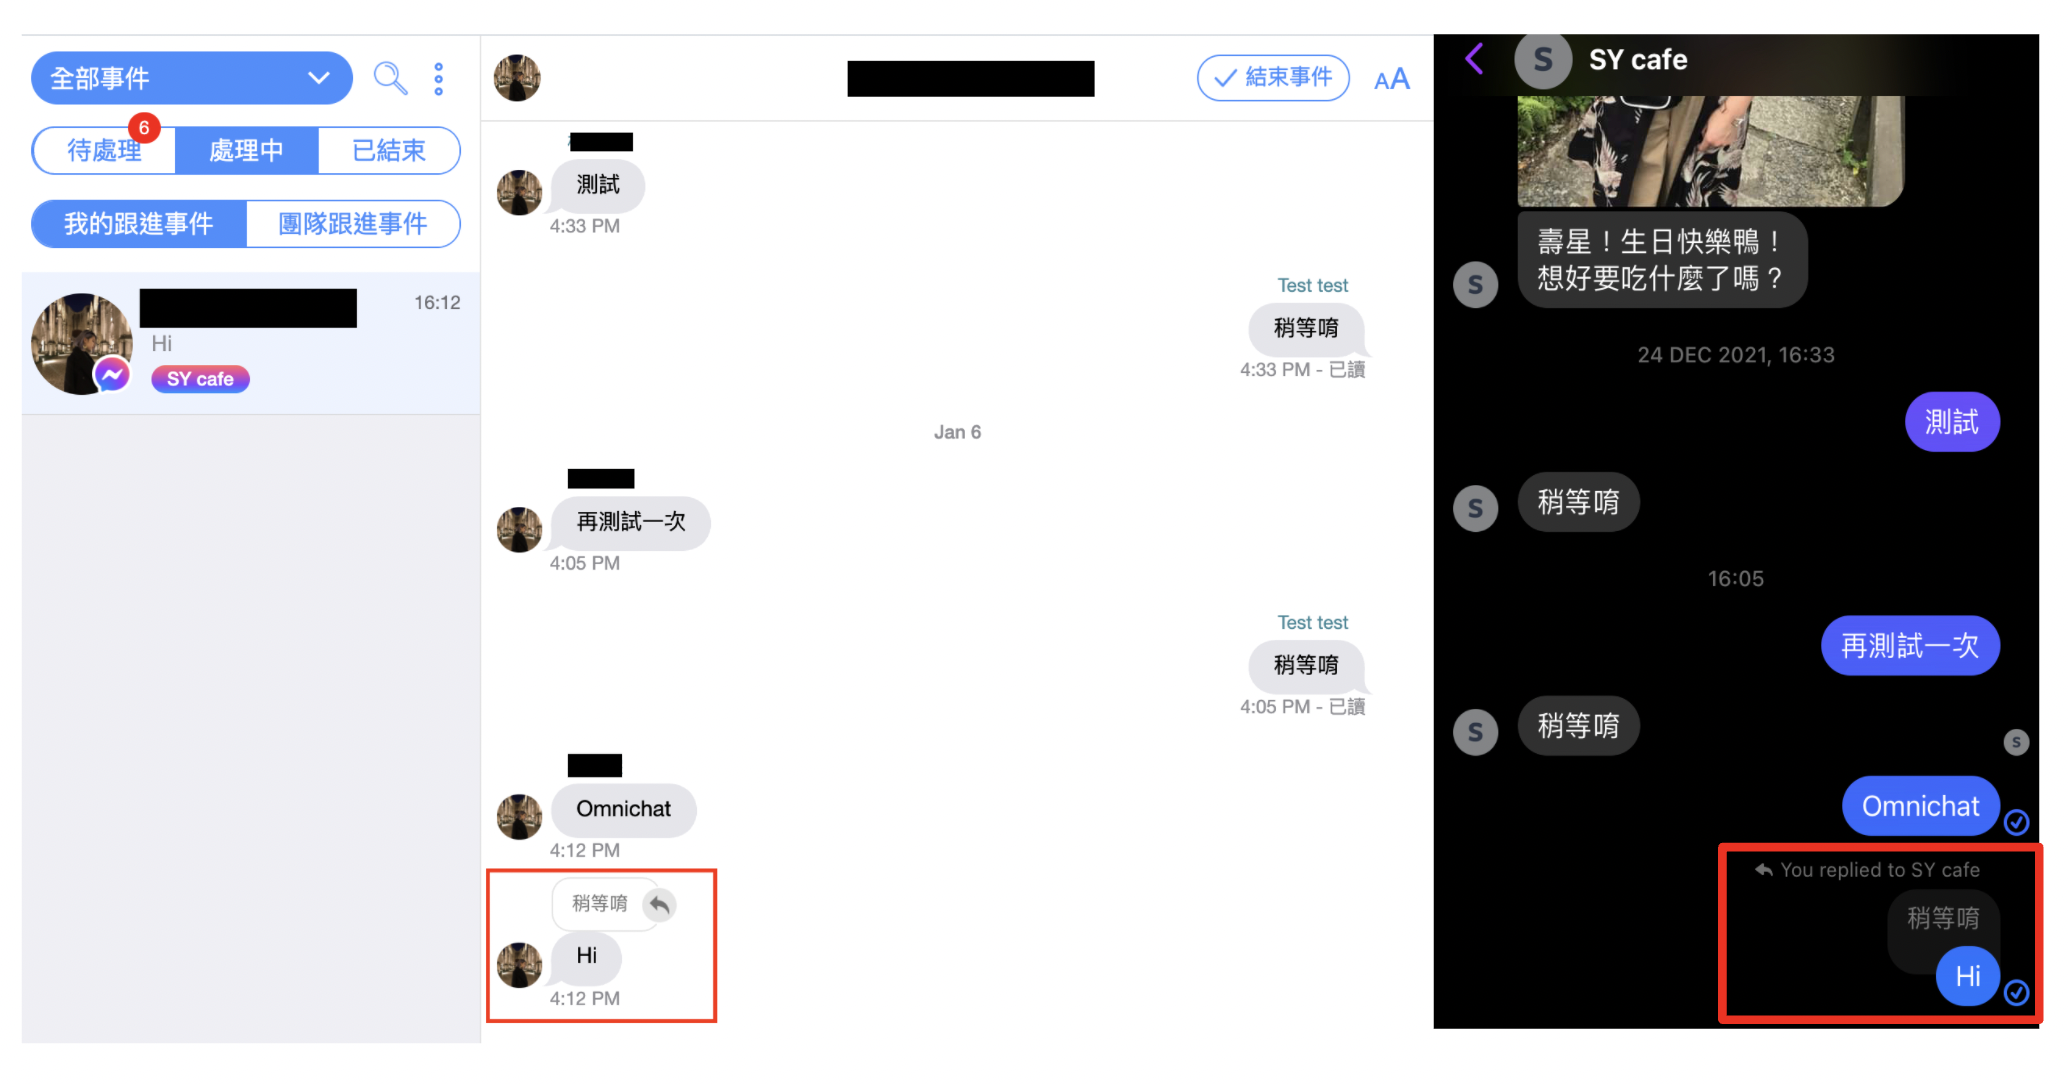 全部事件
待處理
6
處理中
已結束
我的跟進事件
團隊跟進事件
16:12
Hi
SY cafe
結束事件
AA
測試
4:33 PM
Test test
稍等唷
4:33 PM - 已讀
Jan 6
再測試一次
4:05 PM
Test test
稍等唷
4:05 PM - 已讀
Omnichat
4:12 PM
稍等唷
Hi
4:12 PM
S
SY cafe
壽星！生日快樂鴨！
想好要吃什麼了嗎？
S
24 DEC 2021, 16:33
測試
稍等唷
S
16:05
再測試一次
稍等唷
S
S
Omnichat
You replied to SY cafe
稍等唷
Hi